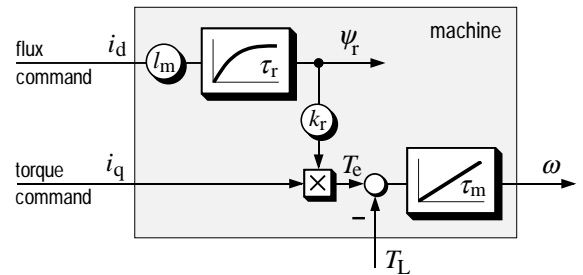 machine
flux
command
i_d
l_m
τ_r
ψ_r
k_r
torque
command
i_q
×
T_e
τ_m
ω
−
T_L